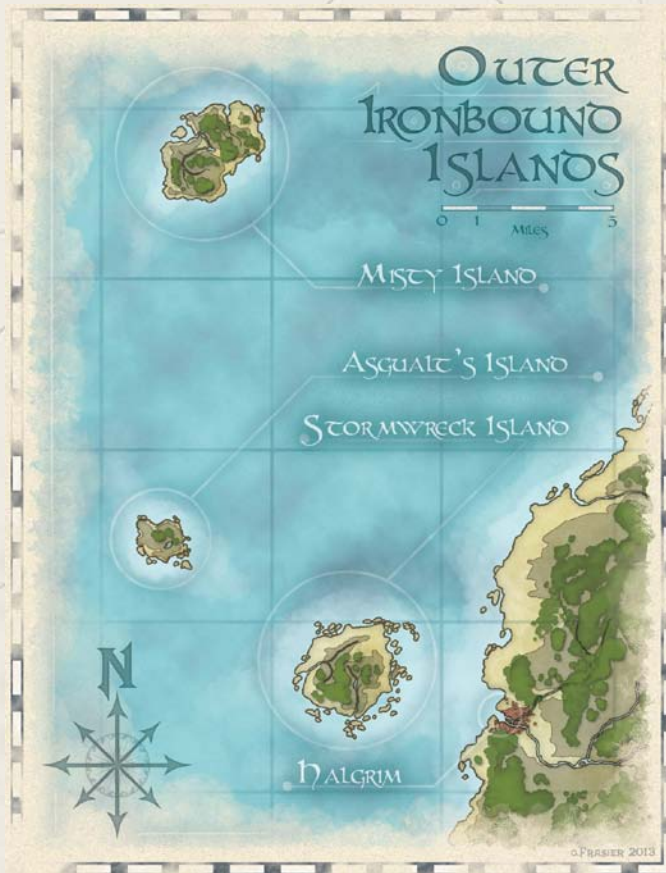 Outer
Ironbound
Islands
0 1 5
Miles
Misty Island
Asgualt's Island
Stormwreck Island
N
Halgrim
©Frasier 2013